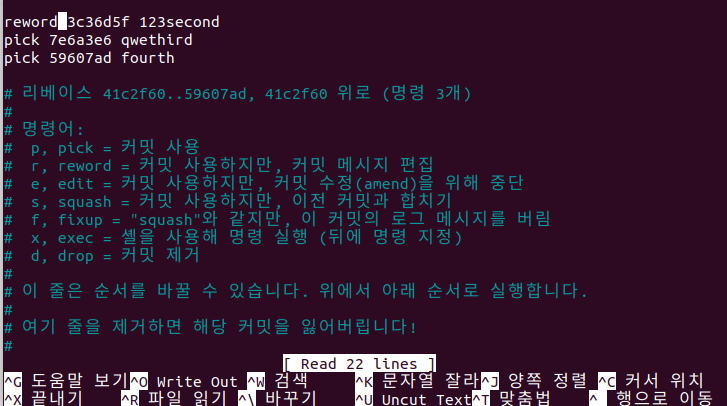 reword 3c36d5f 123second
pick 7e6a3e6 qwethird
pick 59607ad fourth
# 리베이스 41c2f60..59607ad, 41c2f60 위로 (명령 3개)
#
# 명령어:
#  p, pick = 커밋 사용
#  r, reword = 커밋 사용하지만, 커밋 메시지 편집
#  e, edit = 커밋 사용하지만, 커밋 수정(amend)을 위해 중단
#  s, squash = 커밋 사용하지만, 이전 커밋과 합치기
#  f, fixup = "squash"와 같지만, 이 커밋의 로그 메시지를 버림
#  x, exec = 셸을 사용해 명령 실행 (뒤에 명령 지정)
#  d, drop = 커밋 제거
#
# 이 줄은 순서를 바꿀 수 있습니다. 위에서 아래 순서로 실행합니다.
#
# 여기 줄을 제거하면 해당 커밋을 잃어버립니다!
#
[ Read 22 lines ]
^G 도움말 보기 ^O Write Out ^W 검색 ^K 문자열 잘라 ^J 양쪽 정렬 ^C 커서 위치
^X 끝내기 ^R 파일 읽기 ^\ 바꾸기 ^U Uncut Text ^T 맞춤법 ^_ 행으로 이동